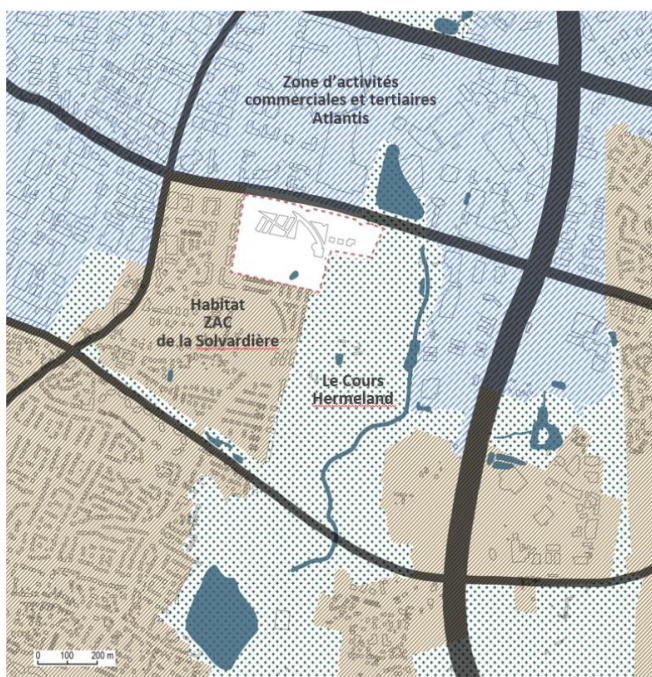 Zone d'activités
commerciales et tertiaires
Atlantis
Habitat
ZAC
de la Solvardière
Le Cours
Hermeland
0 100 200 m